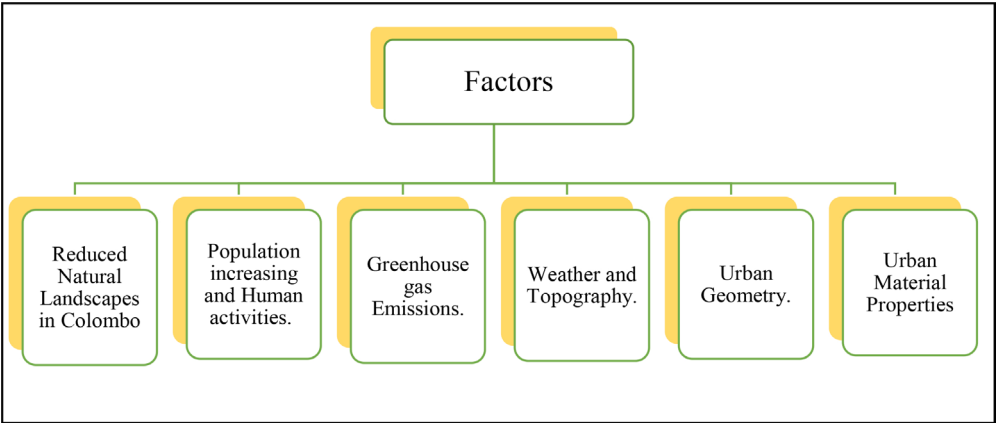 Factors
Reduced
Natural
Landscapes
in Colombo
Population
increasing
and Human
activities.
Greenhouse
gas
Emissions.
Weather and
Topography.
Urban
Geometry.
Urban
Material
Properties